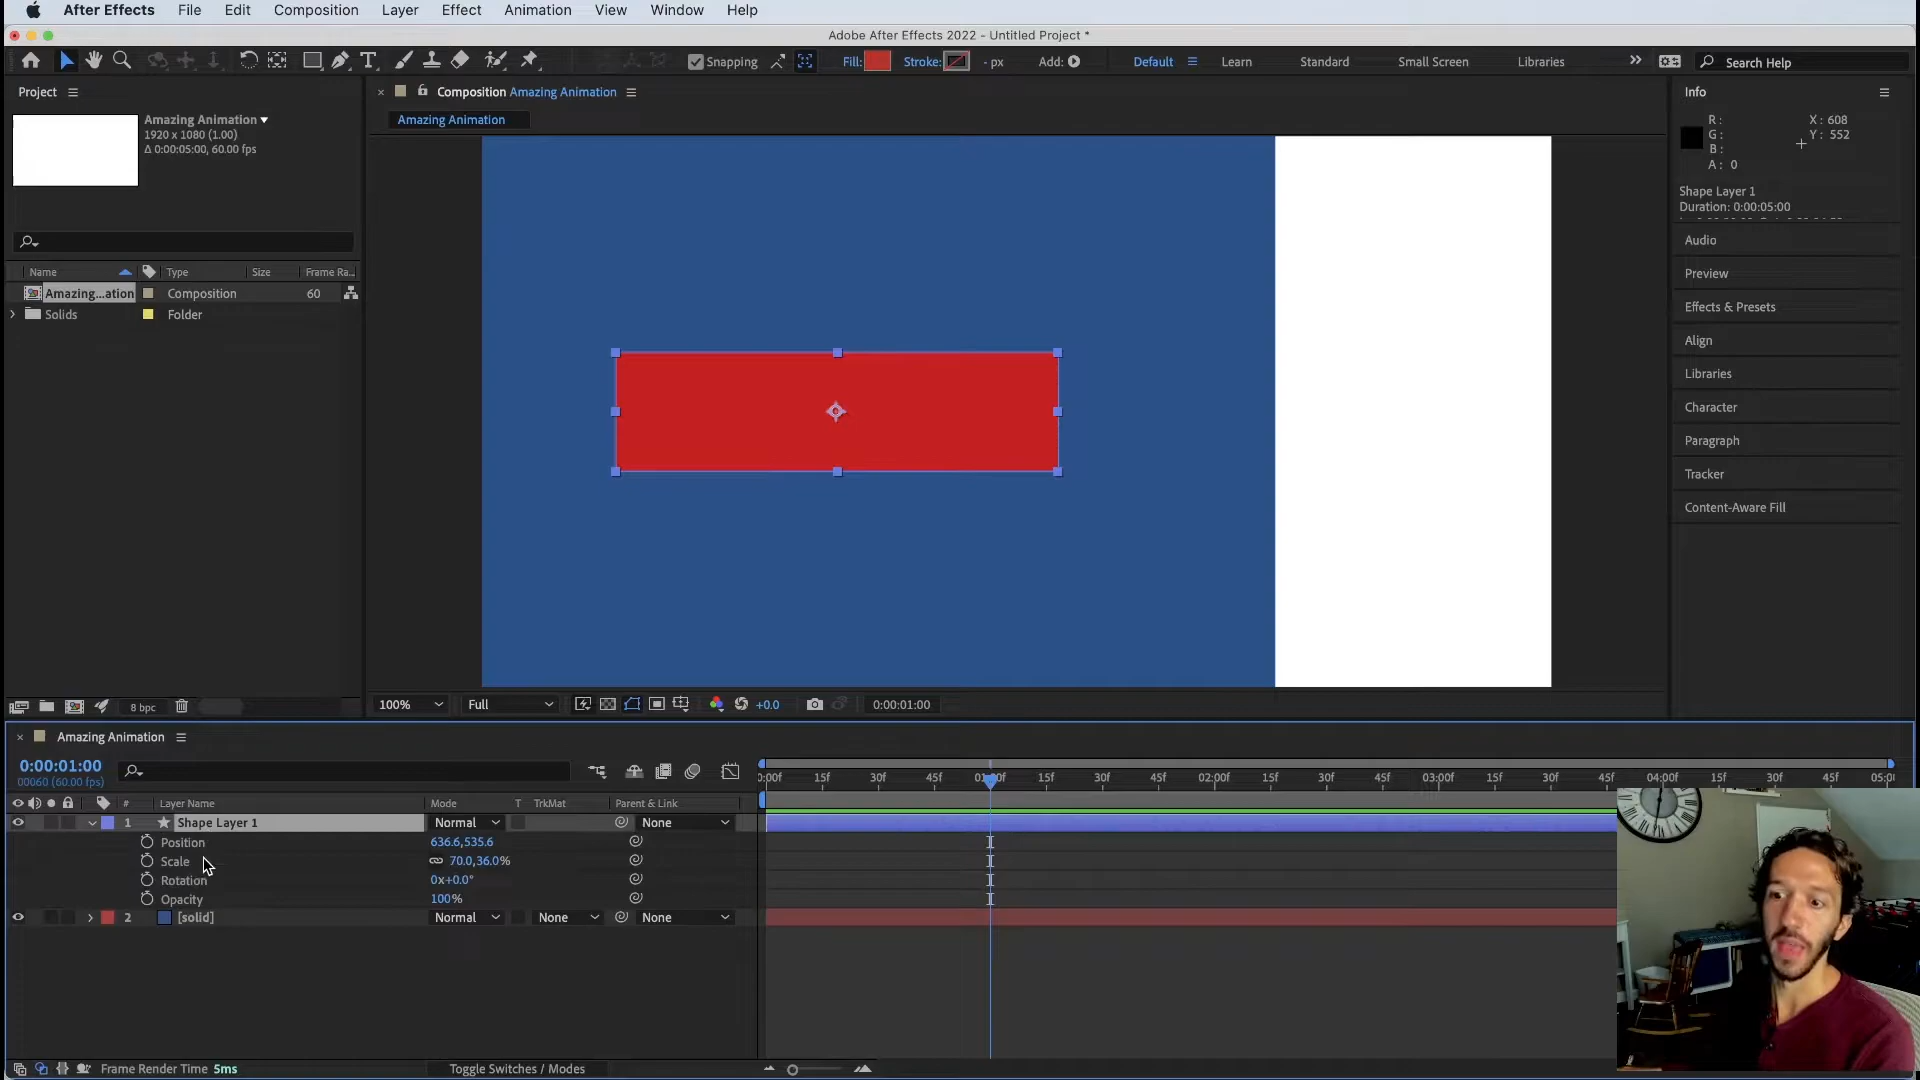 After Effects File Edit Composition Layer Effect Animation View Window Help
Adobe After Effects 2022 - Untitled Project *
Snapping Fill: Stroke: - px Add: Default Learn Standard Small Screen Libraries Search Help
Project
Amazing Animation
1920 x 1080 (1.00)
Δ 0:00:05:00, 60.00 fps
Name Type Size Frame Ra...
Amazing...ation Composition 60
Solids Folder
8 bpc
Composition Amazing Animation
Amazing Animation
100% Full +0.0 0:00:01:00
Info
R :
G :
B :
A : 0
X : 608
Y : 552
Shape Layer 1
Duration: 0:00:05:00
Audio
Preview
Effects & Presets
Align
Libraries
Character
Paragraph
Tracker
Content-Aware Fill
Amazing Animation
0:00:01:00
00060 (60.00 fps)
0:00f 15f 30f 45f 01:00f 15f 30f 45f 02:00f 15f 30f 45f 03:00f 15f 30f 45f 04:00f 15f 30f 45f 05:0
# Layer Name Mode T TrkMat Parent & Link
1 Shape Layer 1 Normal None
Position 636.6,535.6
Scale 70.0,36.0%
Rotation 0x+0.0°
Opacity 100%
2 [solid] Normal None None
Frame Render Time 5ms Toggle Switches / Modes